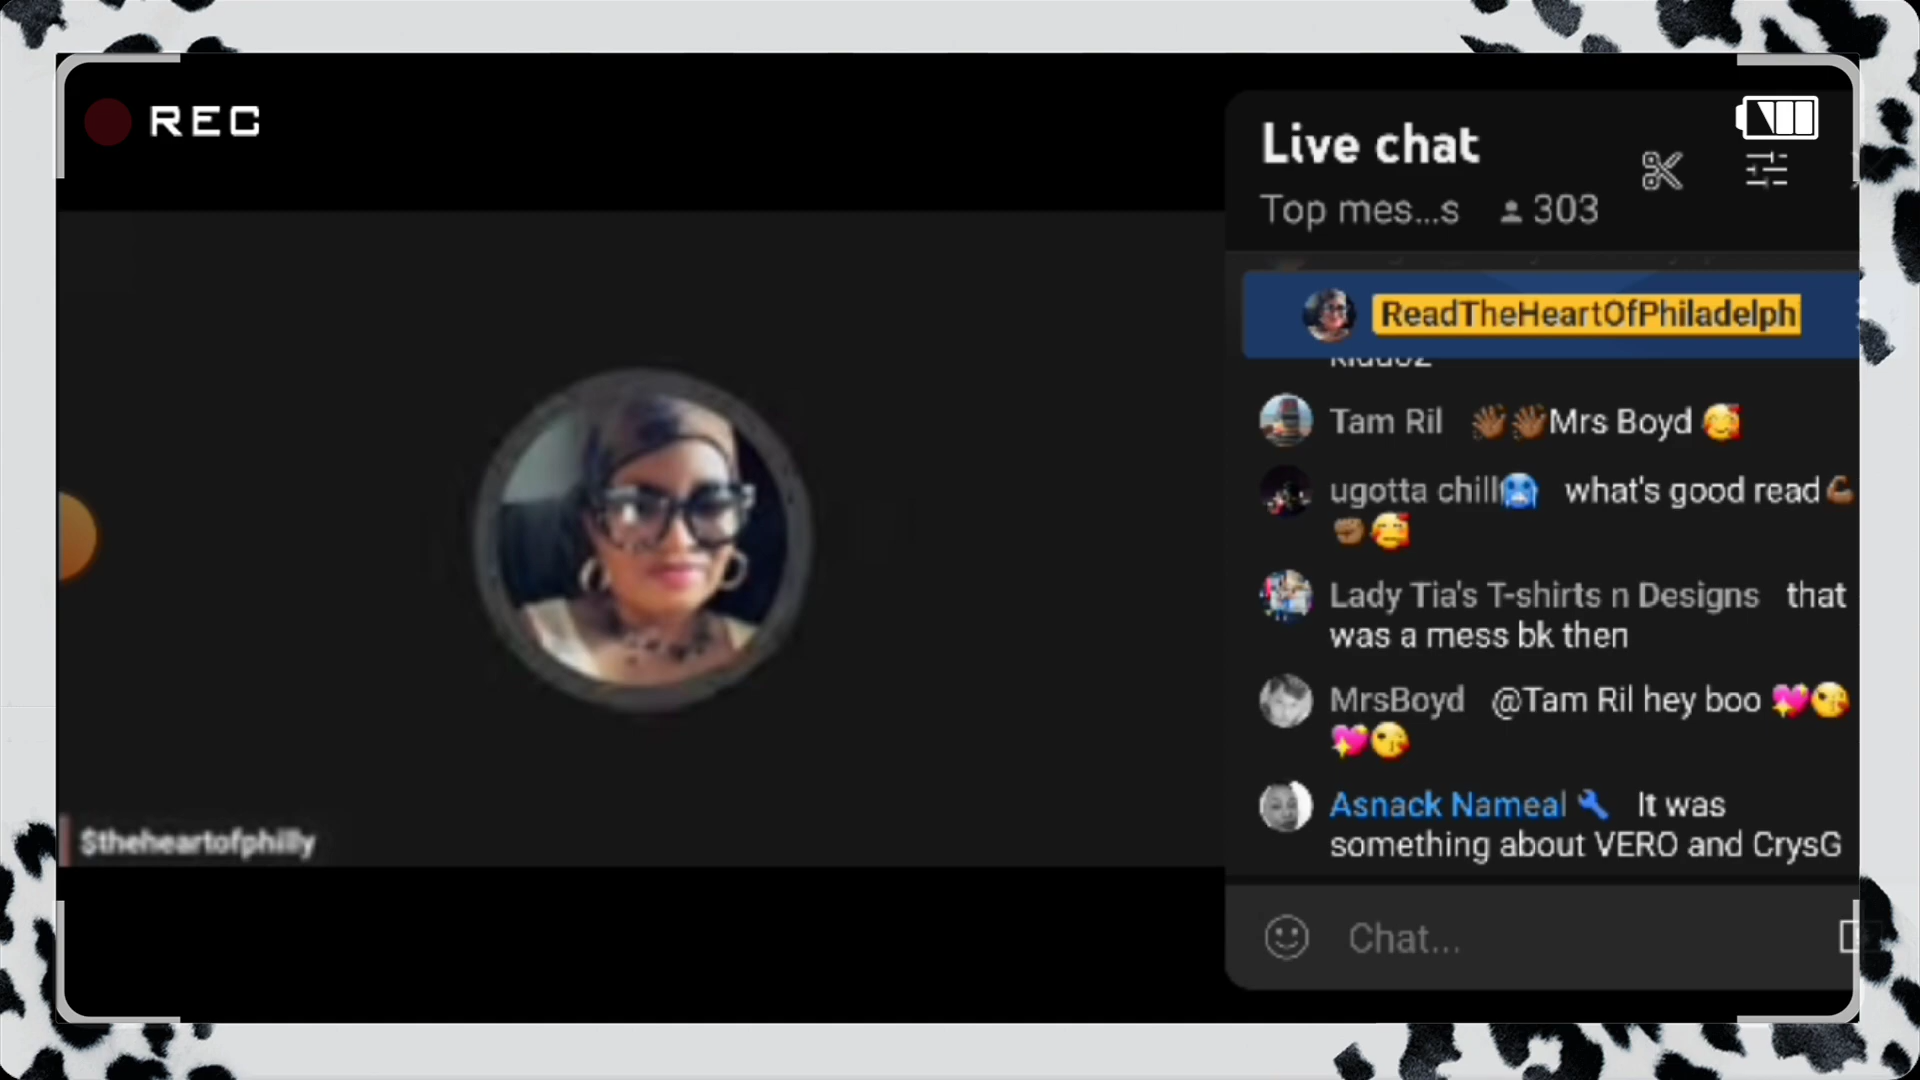 REC
Live chat
Top mes...s 303
ReadTheHeartOfPhiladelph
Tam Ril 👋🏾👋🏾Mrs Boyd 🥰
ugotta chill🥶 what's good read💪🏾
✊🏾🥰
Lady Tia's T-shirts n Designs that
was a mess bk then
MrsBoyd @Tam Ril hey boo 💖😘
💖😘
Asnack Nameal It was
something about VERO and CrysG
$theheartofphilly
Chat...